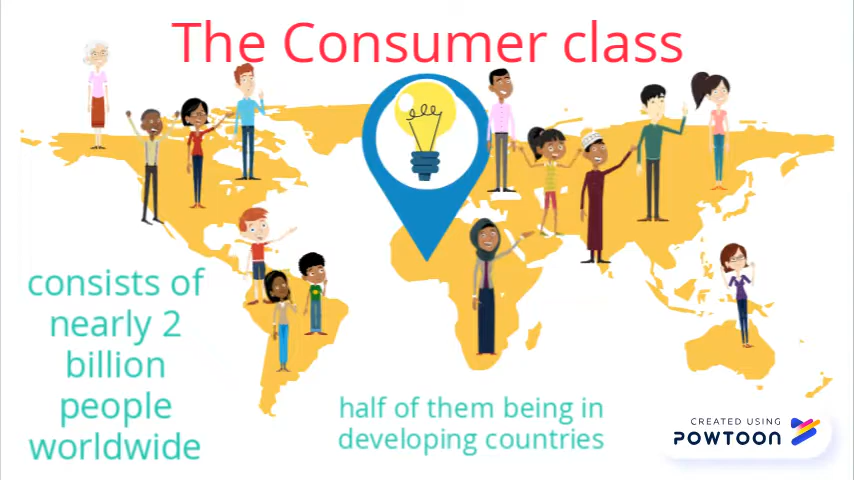 The Consumer class
consists of
nearly 2
billion
people
worldwide
half of them being in
developing countries
CREATED USING
POWTOON